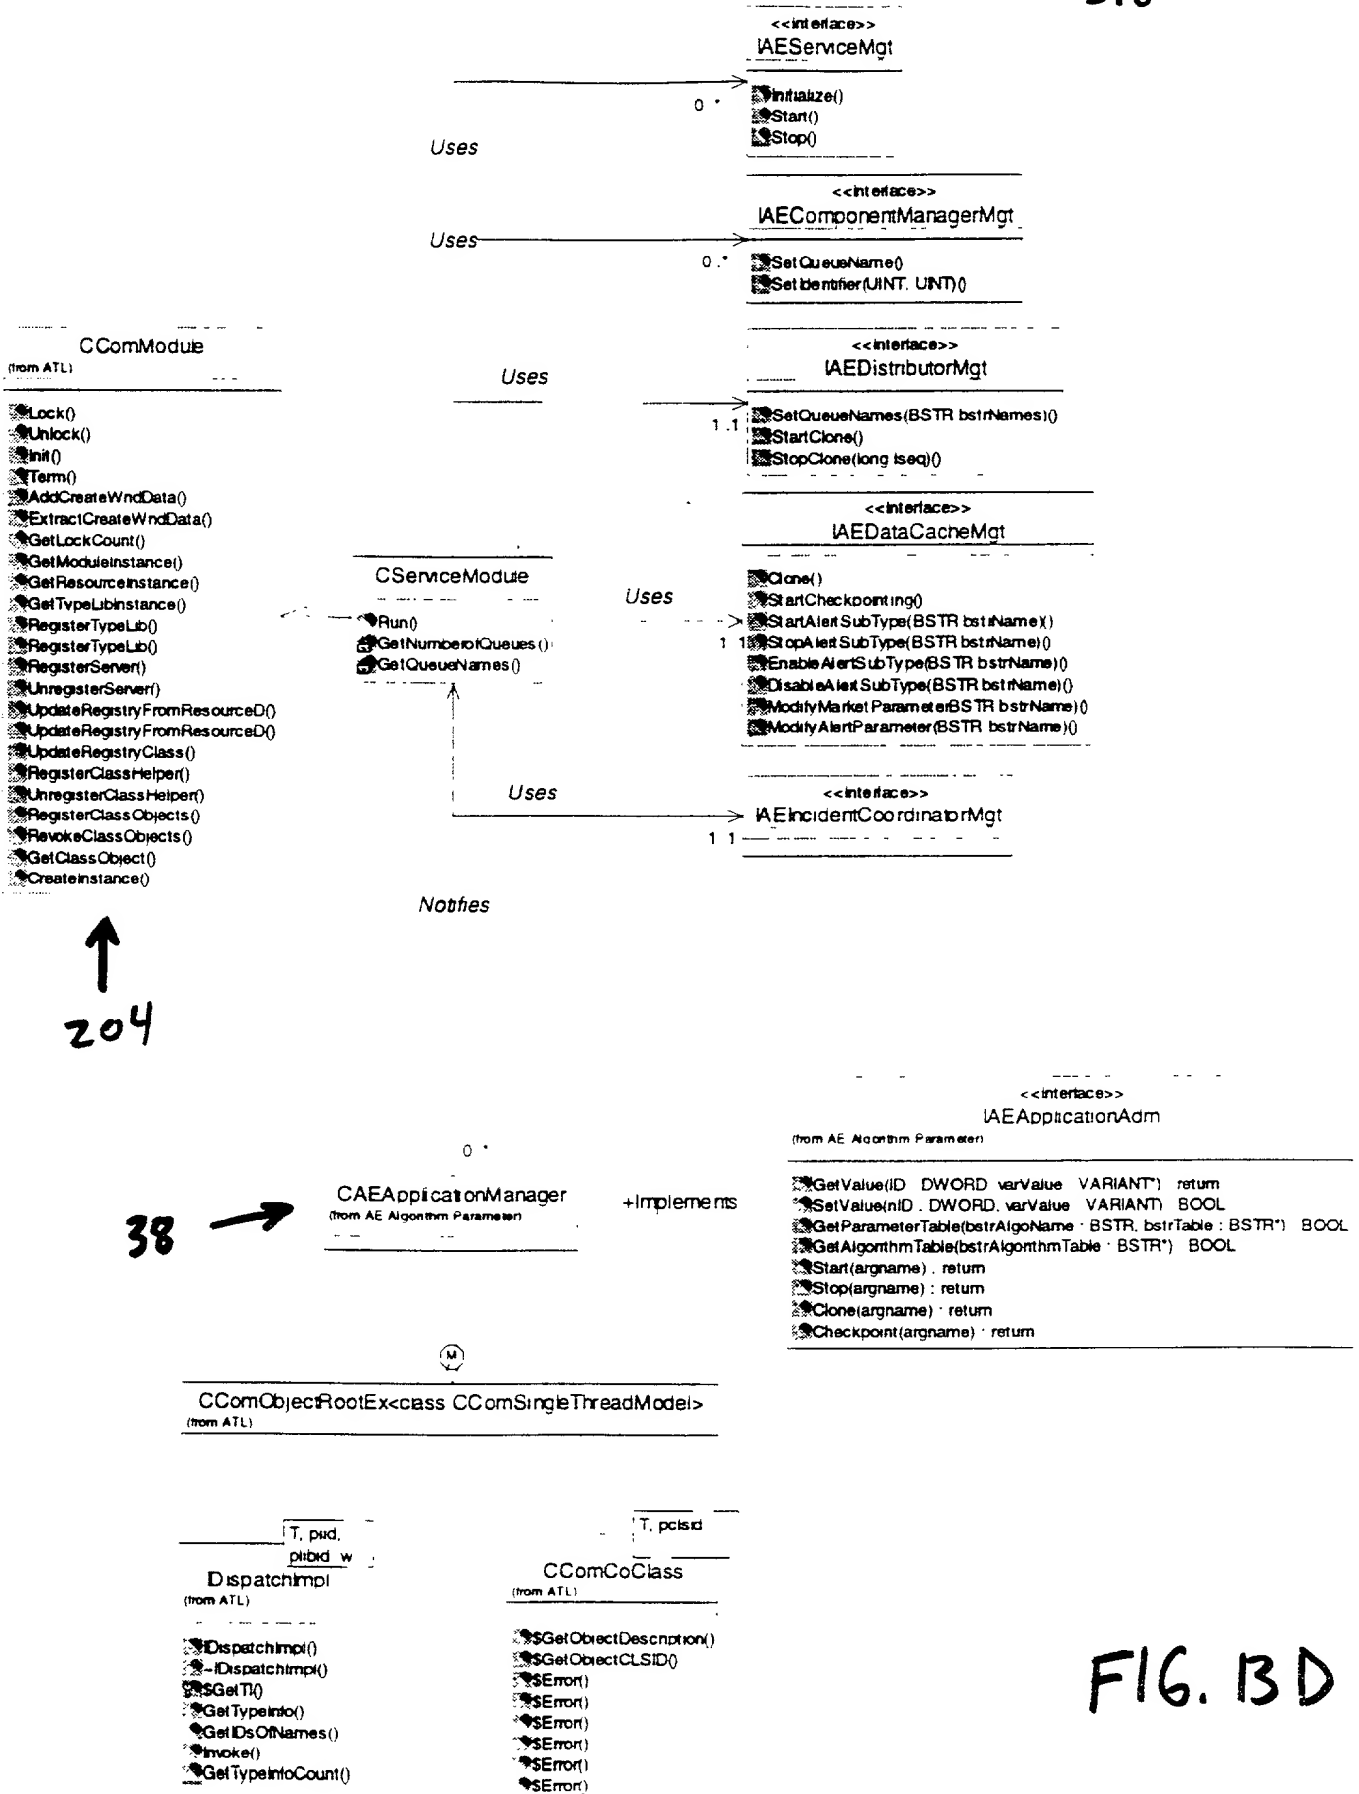 <<interface>>
IAEServiceMgt
Initialize()
Start()
Stop()
0 *
Uses
<<interface>>
IAEComponentManagerMgt
Uses
0..*
SetQueueName()
SetIdentifier(UINT, UINT)()
CComModule
(from ATL)
Lock()
Unlock()
Init()
Term()
AddCreateWndData()
ExtractCreateWndData()
GetLockCount()
GetModuleInstance()
GetResourceInstance()
GetTypeLibInstance()
RegisterTypeLib()
RegisterTypeLib()
RegisterServer()
UnregisterServer()
UpdateRegistryFromResourceD()
UpdateRegistryFromResourceD()
UpdateRegistryClass()
RegisterClassHelper()
UnregisterClassHelper()
RegisterClassObjects()
RevokeClassObjects()
GetClassObject()
CreateInstance()
204
<<interface>>
IAEDistributorMgt
Uses
1..1
SetQueueNames(BSTR bstrNames)()
StartClone()
StopClone(long lseq)()
<<interface>>
IAEDataCacheMgt
Clone()
StartCheckpointing()
StartAlertSubType(BSTR bstrName)()
StopAlertSubType(BSTR bstrName)()
EnableAlertSubType(BSTR bstrName)()
DisableAlertSubType(BSTR bstrName)()
ModifyMarketParameter(BSTR bstrName)()
ModifyAlertParameter(BSTR bstrName)()
CServiceModule
Run()
GetNumberofQueues()
GetQueueNames()
Uses
1 1
<<interface>>
IAEIncidentCoordinatorMgt
Uses
1 1
Notifies
0 *
CAEApplicationManager
(from AE Algorithm Parameter)
38
+Implements
<<interface>>
IAEApplicationAdm
(from AE Algorithm Parameter)
GetValue(ID DWORD varValue VARIANT*) return
SetValue(nID . DWORD, varValue VARIANT) BOOL
GetParameterTable(bstrAlgoName : BSTR, bstrTable : BSTR*) BOOL
GetAlgorithmTable(bstrAlgorithmTable : BSTR*) BOOL
Start(argname) . return
Stop(argname) : return
Clone(argname) : return
Checkpoint(argname) : return
M
CComObjectRootEx<class CComSingleThreadModel>
(from ATL)
T, piid,
plibid w
DispatchImpl
(from ATL)
IDispatchImpl()
~IDispatchImpl()
$GetTI()
GetTypeInfo()
GetIDsOfNames()
Invoke()
GetTypeInfoCount()
T, pclsid
CComCoClass
(from ATL)
$GetObjectDescription()
$GetObjectCLSID()
$Error()
$Error()
$Error()
$Error()
$Error()
$Error()
FIG. 13D